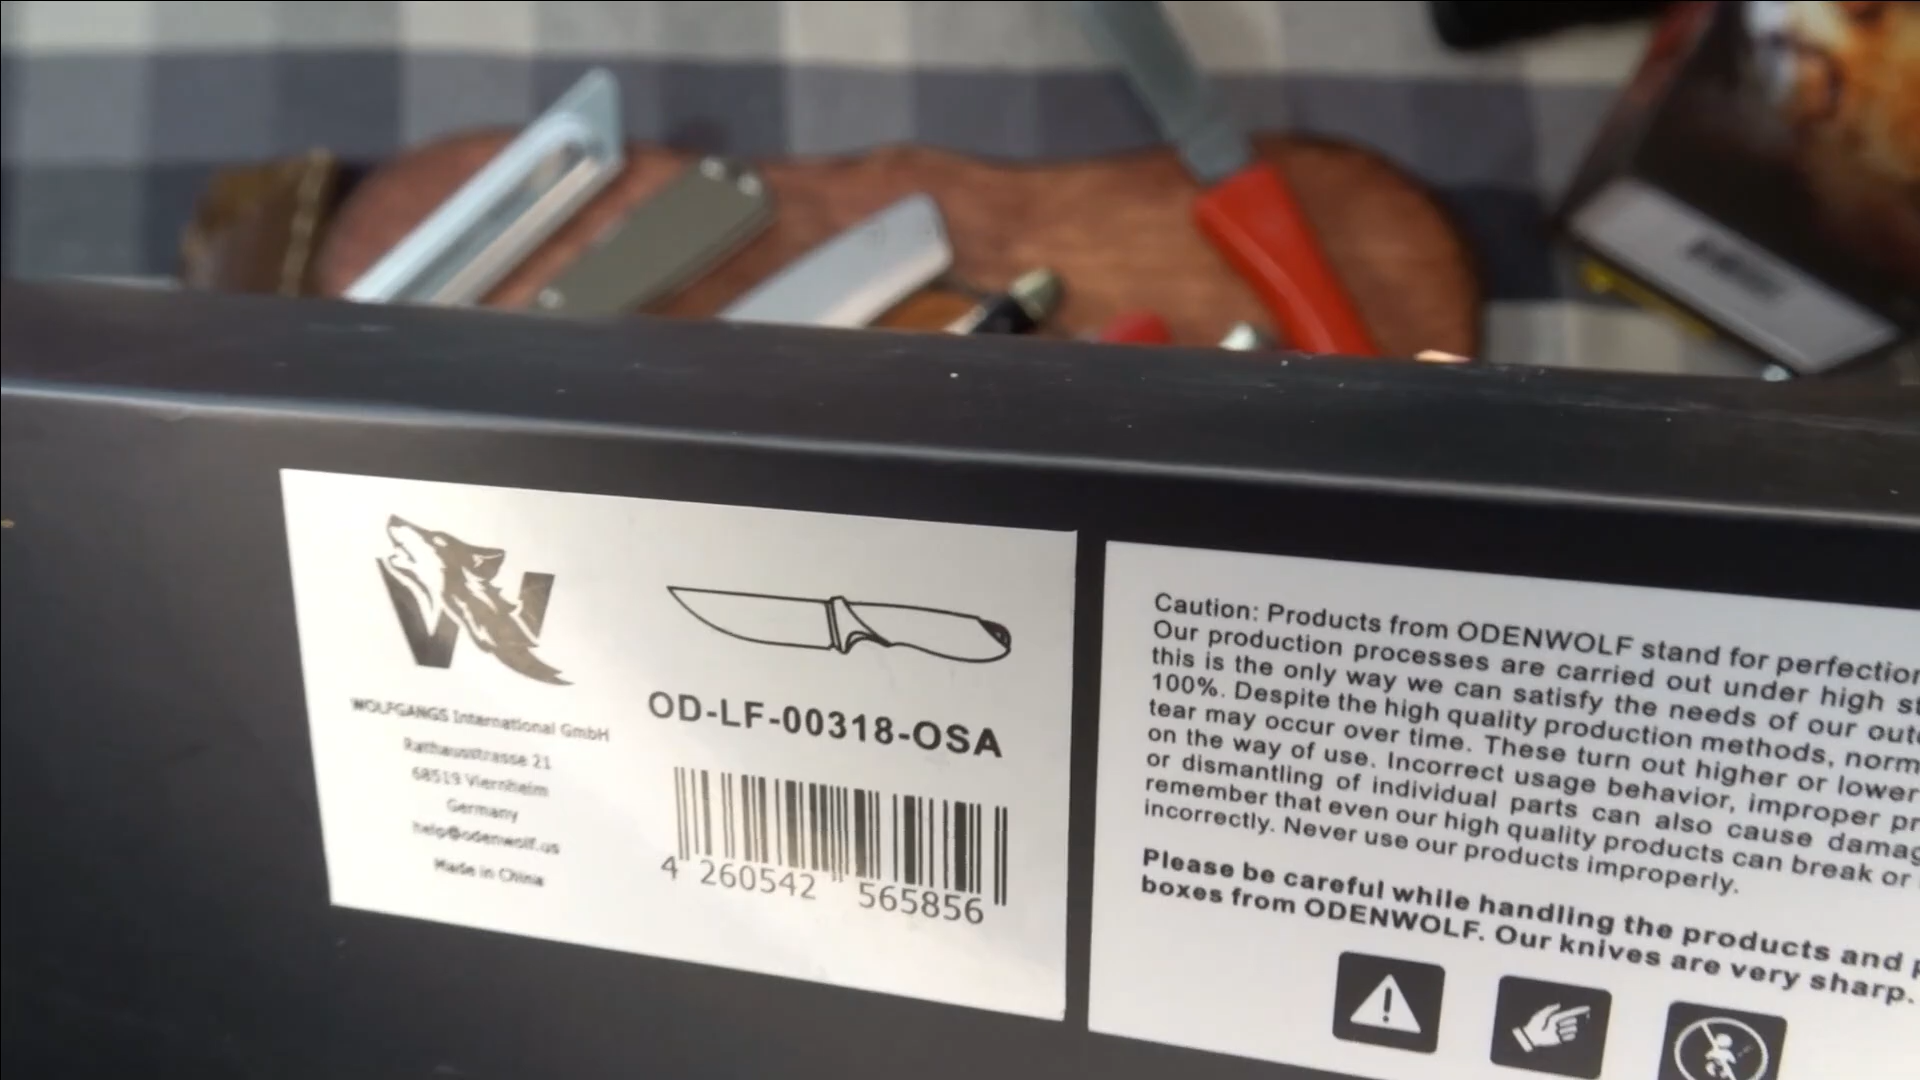 W
WOLFGANGS International GmbH
Rathausstrasse 21
68519 Viernheim
Germany
help@odenwolf.us
Made in China
OD-LF-00318-OSA
4 260542 565856
Caution: Products from ODENWOLF stand for perfection
Our production processes are carried out under high st
this is the only way we can satisfy the needs of our outd
100%. Despite the high quality production methods, norm
tear may occur over time. These turn out higher or lower
on the way of use. Incorrect usage behavior, improper pr
or dismantling of individual parts can also cause damag
remember that even our high quality products can break or
incorrectly. Never use our products improperly.
Please be careful while handling the products and p
boxes from ODENWOLF. Our knives are very sharp.